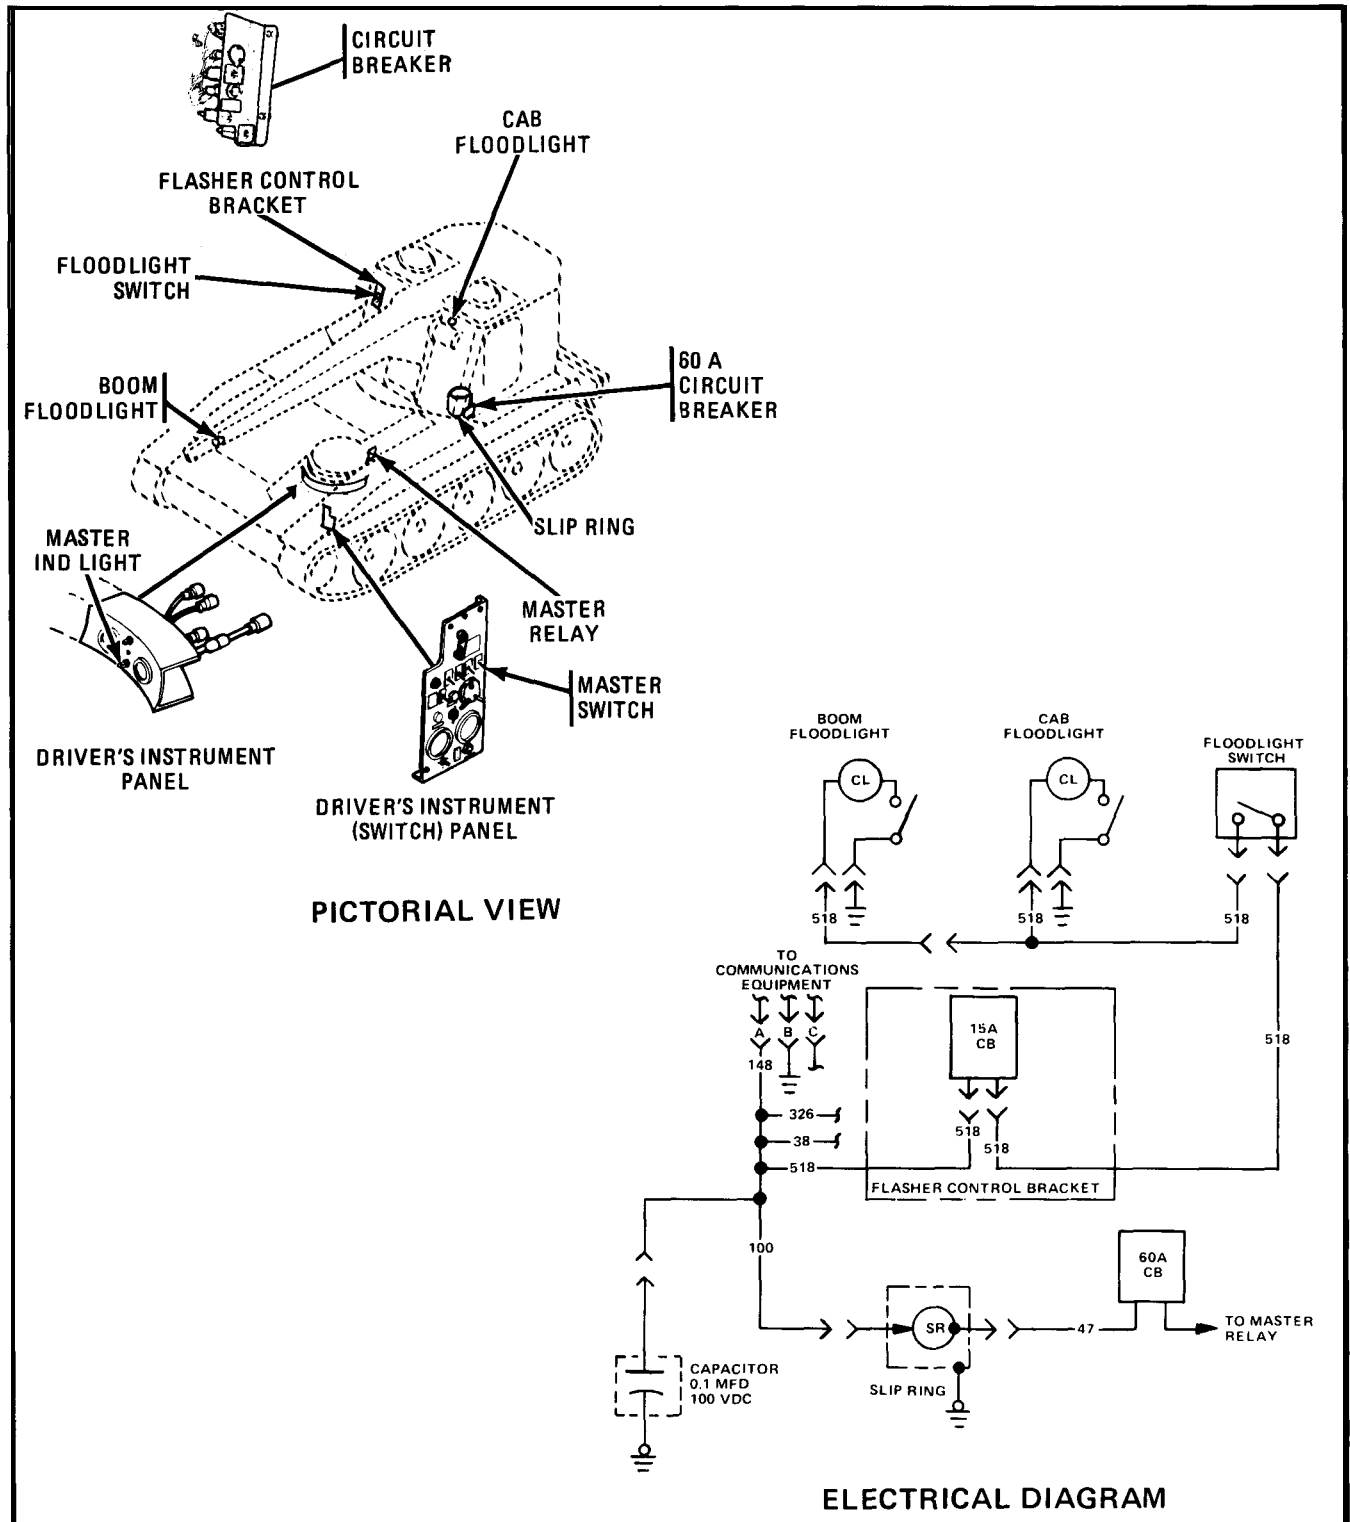 CIRCUIT
BREAKER
CAB
FLOODLIGHT
FLASHER CONTROL
BRACKET
FLOODLIGHT
SWITCH
BOOM
FLOODLIGHT
60 A
CIRCUIT
BREAKER
SLIP RING
MASTER
IND LIGHT
MASTER
RELAY
MASTER
SWITCH
DRIVER'S INSTRUMENT
PANEL
DRIVER'S INSTRUMENT
(SWITCH) PANEL
PICTORIAL VIEW
BOOM
FLOODLIGHT
CAB
FLOODLIGHT
FLOODLIGHT
SWITCH
CL
CL
518
518
518
TO
COMMUNICATIONS
EQUIPMENT
A B C
148
15A
CB
518
326
38
518
518
518
FLASHER CONTROL BRACKET
100
60A
CB
SR
47
TO MASTER
RELAY
SLIP RING
CAPACITOR
0.1 MFD
100 VDC
ELECTRICAL DIAGRAM